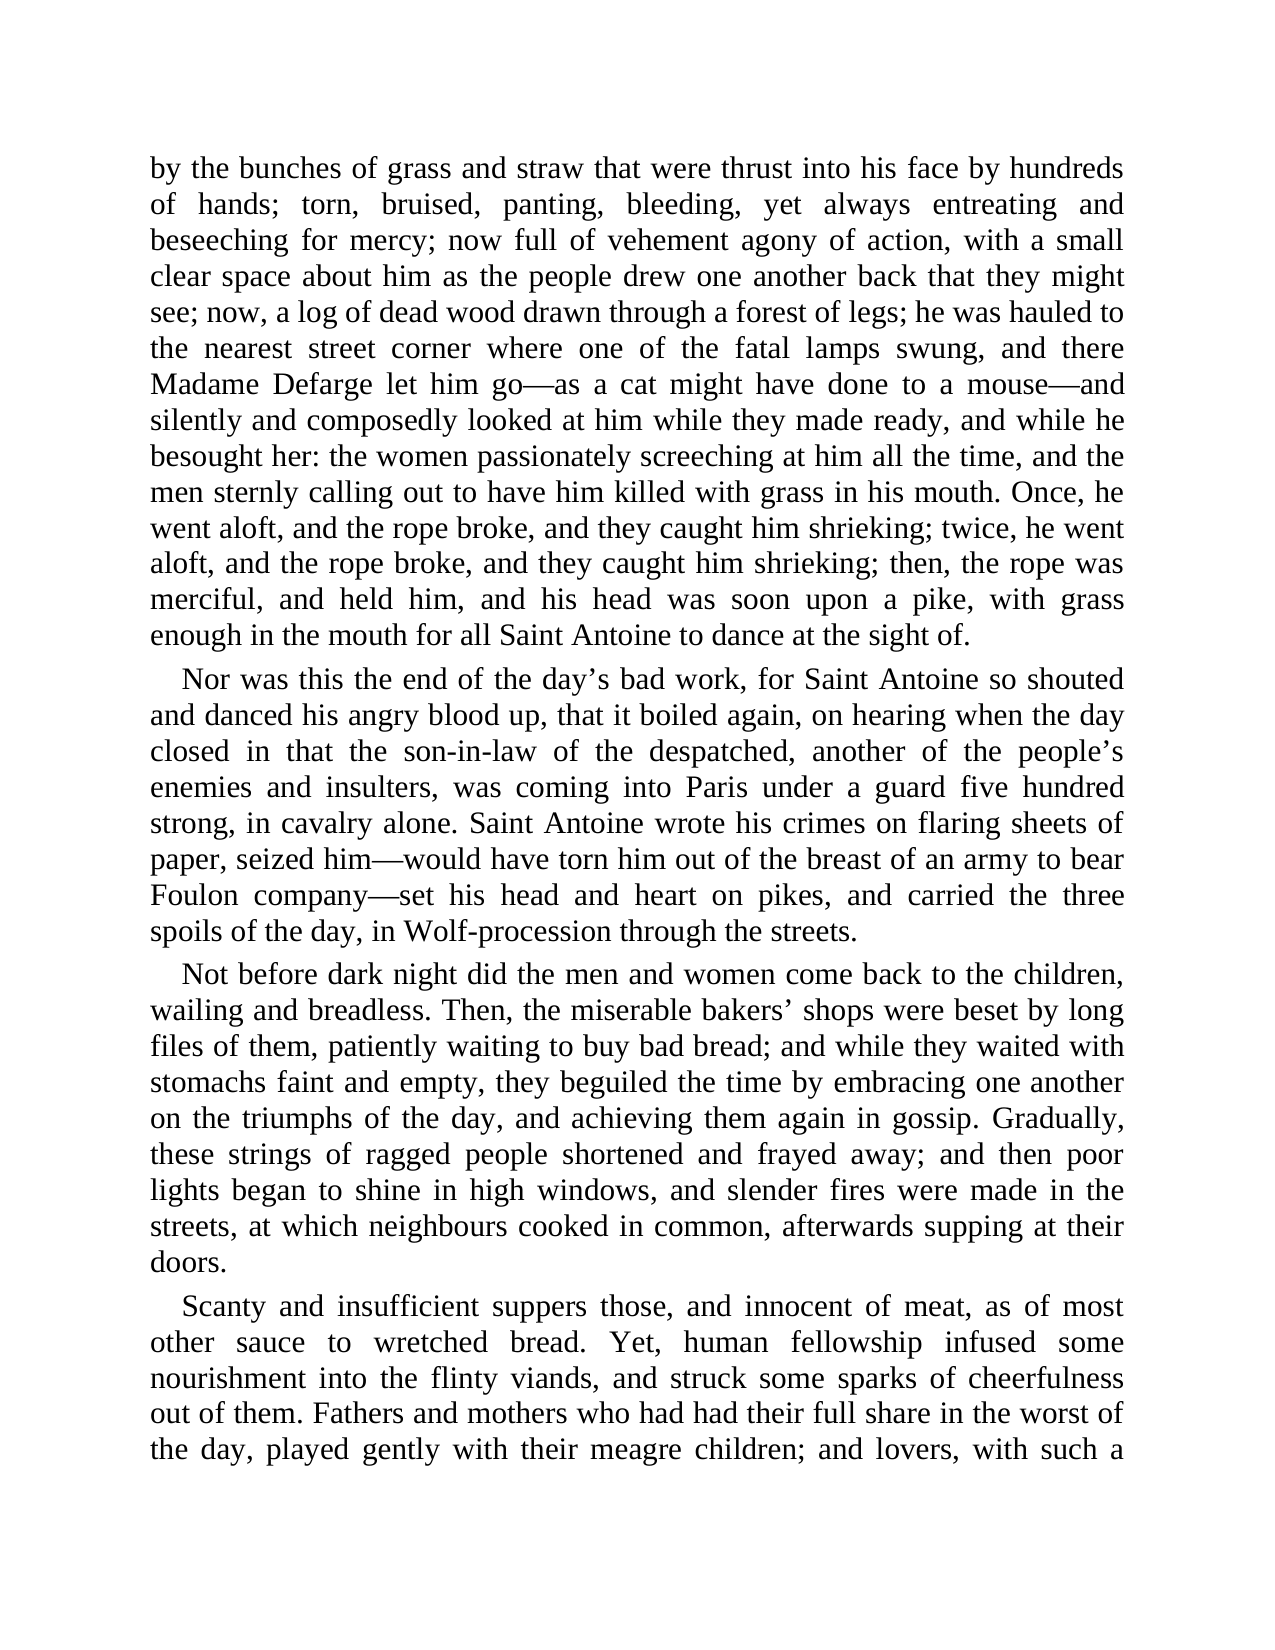 by the bunches of grass and straw that were thrust into his face by hundreds
of hands; torn, bruised, panting, bleeding, yet always entreating and
beseeching for mercy; now full of vehement agony of action, with a small
clear space about him as the people drew one another back that they might
see; now, a log of dead wood drawn through a forest of legs; he was hauled to
the nearest street corner where one of the fatal lamps swung, and there
Madame Defarge let him go—as a cat might have done to a mouse—and
silently and composedly looked at him while they made ready, and while he
besought her: the women passionately screeching at him all the time, and the
men sternly calling out to have him killed with grass in his mouth. Once, he
went aloft, and the rope broke, and they caught him shrieking; twice, he went
aloft, and the rope broke, and they caught him shrieking; then, the rope was
merciful, and held him, and his head was soon upon a pike, with grass
enough in the mouth for all Saint Antoine to dance at the sight of.
Nor was this the end of the day’s bad work, for Saint Antoine so shouted
and danced his angry blood up, that it boiled again, on hearing when the day
closed in that the son-in-law of the despatched, another of the people’s
enemies and insulters, was coming into Paris under a guard five hundred
strong, in cavalry alone. Saint Antoine wrote his crimes on flaring sheets of
paper, seized him—would have torn him out of the breast of an army to bear
Foulon company—set his head and heart on pikes, and carried the three
spoils of the day, in Wolf-procession through the streets.
Not before dark night did the men and women come back to the children,
wailing and breadless. Then, the miserable bakers’ shops were beset by long
files of them, patiently waiting to buy bad bread; and while they waited with
stomachs faint and empty, they beguiled the time by embracing one another
on the triumphs of the day, and achieving them again in gossip. Gradually,
these strings of ragged people shortened and frayed away; and then poor
lights began to shine in high windows, and slender fires were made in the
streets, at which neighbours cooked in common, afterwards supping at their
doors.
Scanty and insufficient suppers those, and innocent of meat, as of most
other sauce to wretched bread. Yet, human fellowship infused some
nourishment into the flinty viands, and struck some sparks of cheerfulness
out of them. Fathers and mothers who had had their full share in the worst of
the day, played gently with their meagre children; and lovers, with such a